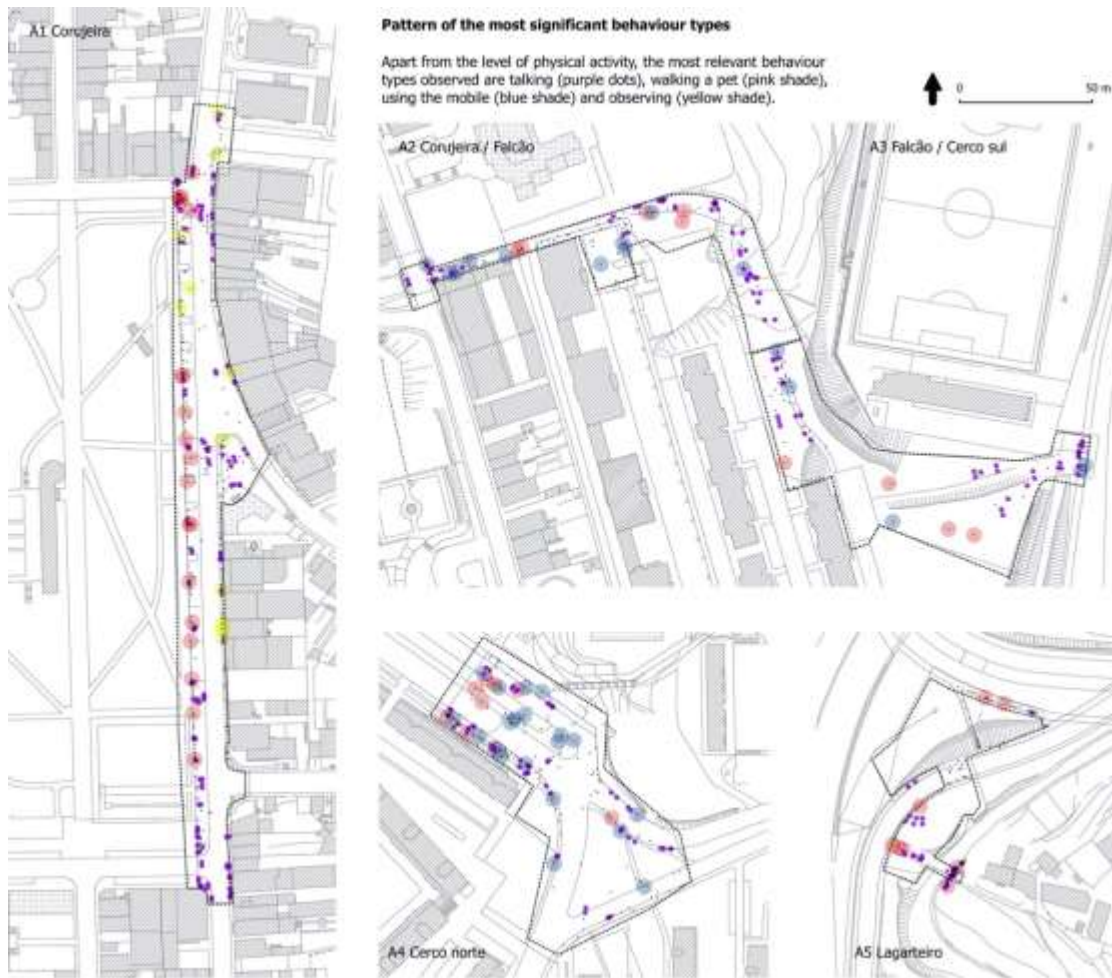 A1 Corujeira
Pattern of the most significant behaviour types
Apart from the level of physical activity, the most relevant behaviour
types observed are talking (purple dots), walking a pet (pink shade),
using the mobile (blue shade) and observing (yellow shade).
0 50 m
A2 Corujeira / Falcão
A3 Falcão / Cerco sul
A4 Cerco norte
A5 Lagarteiro